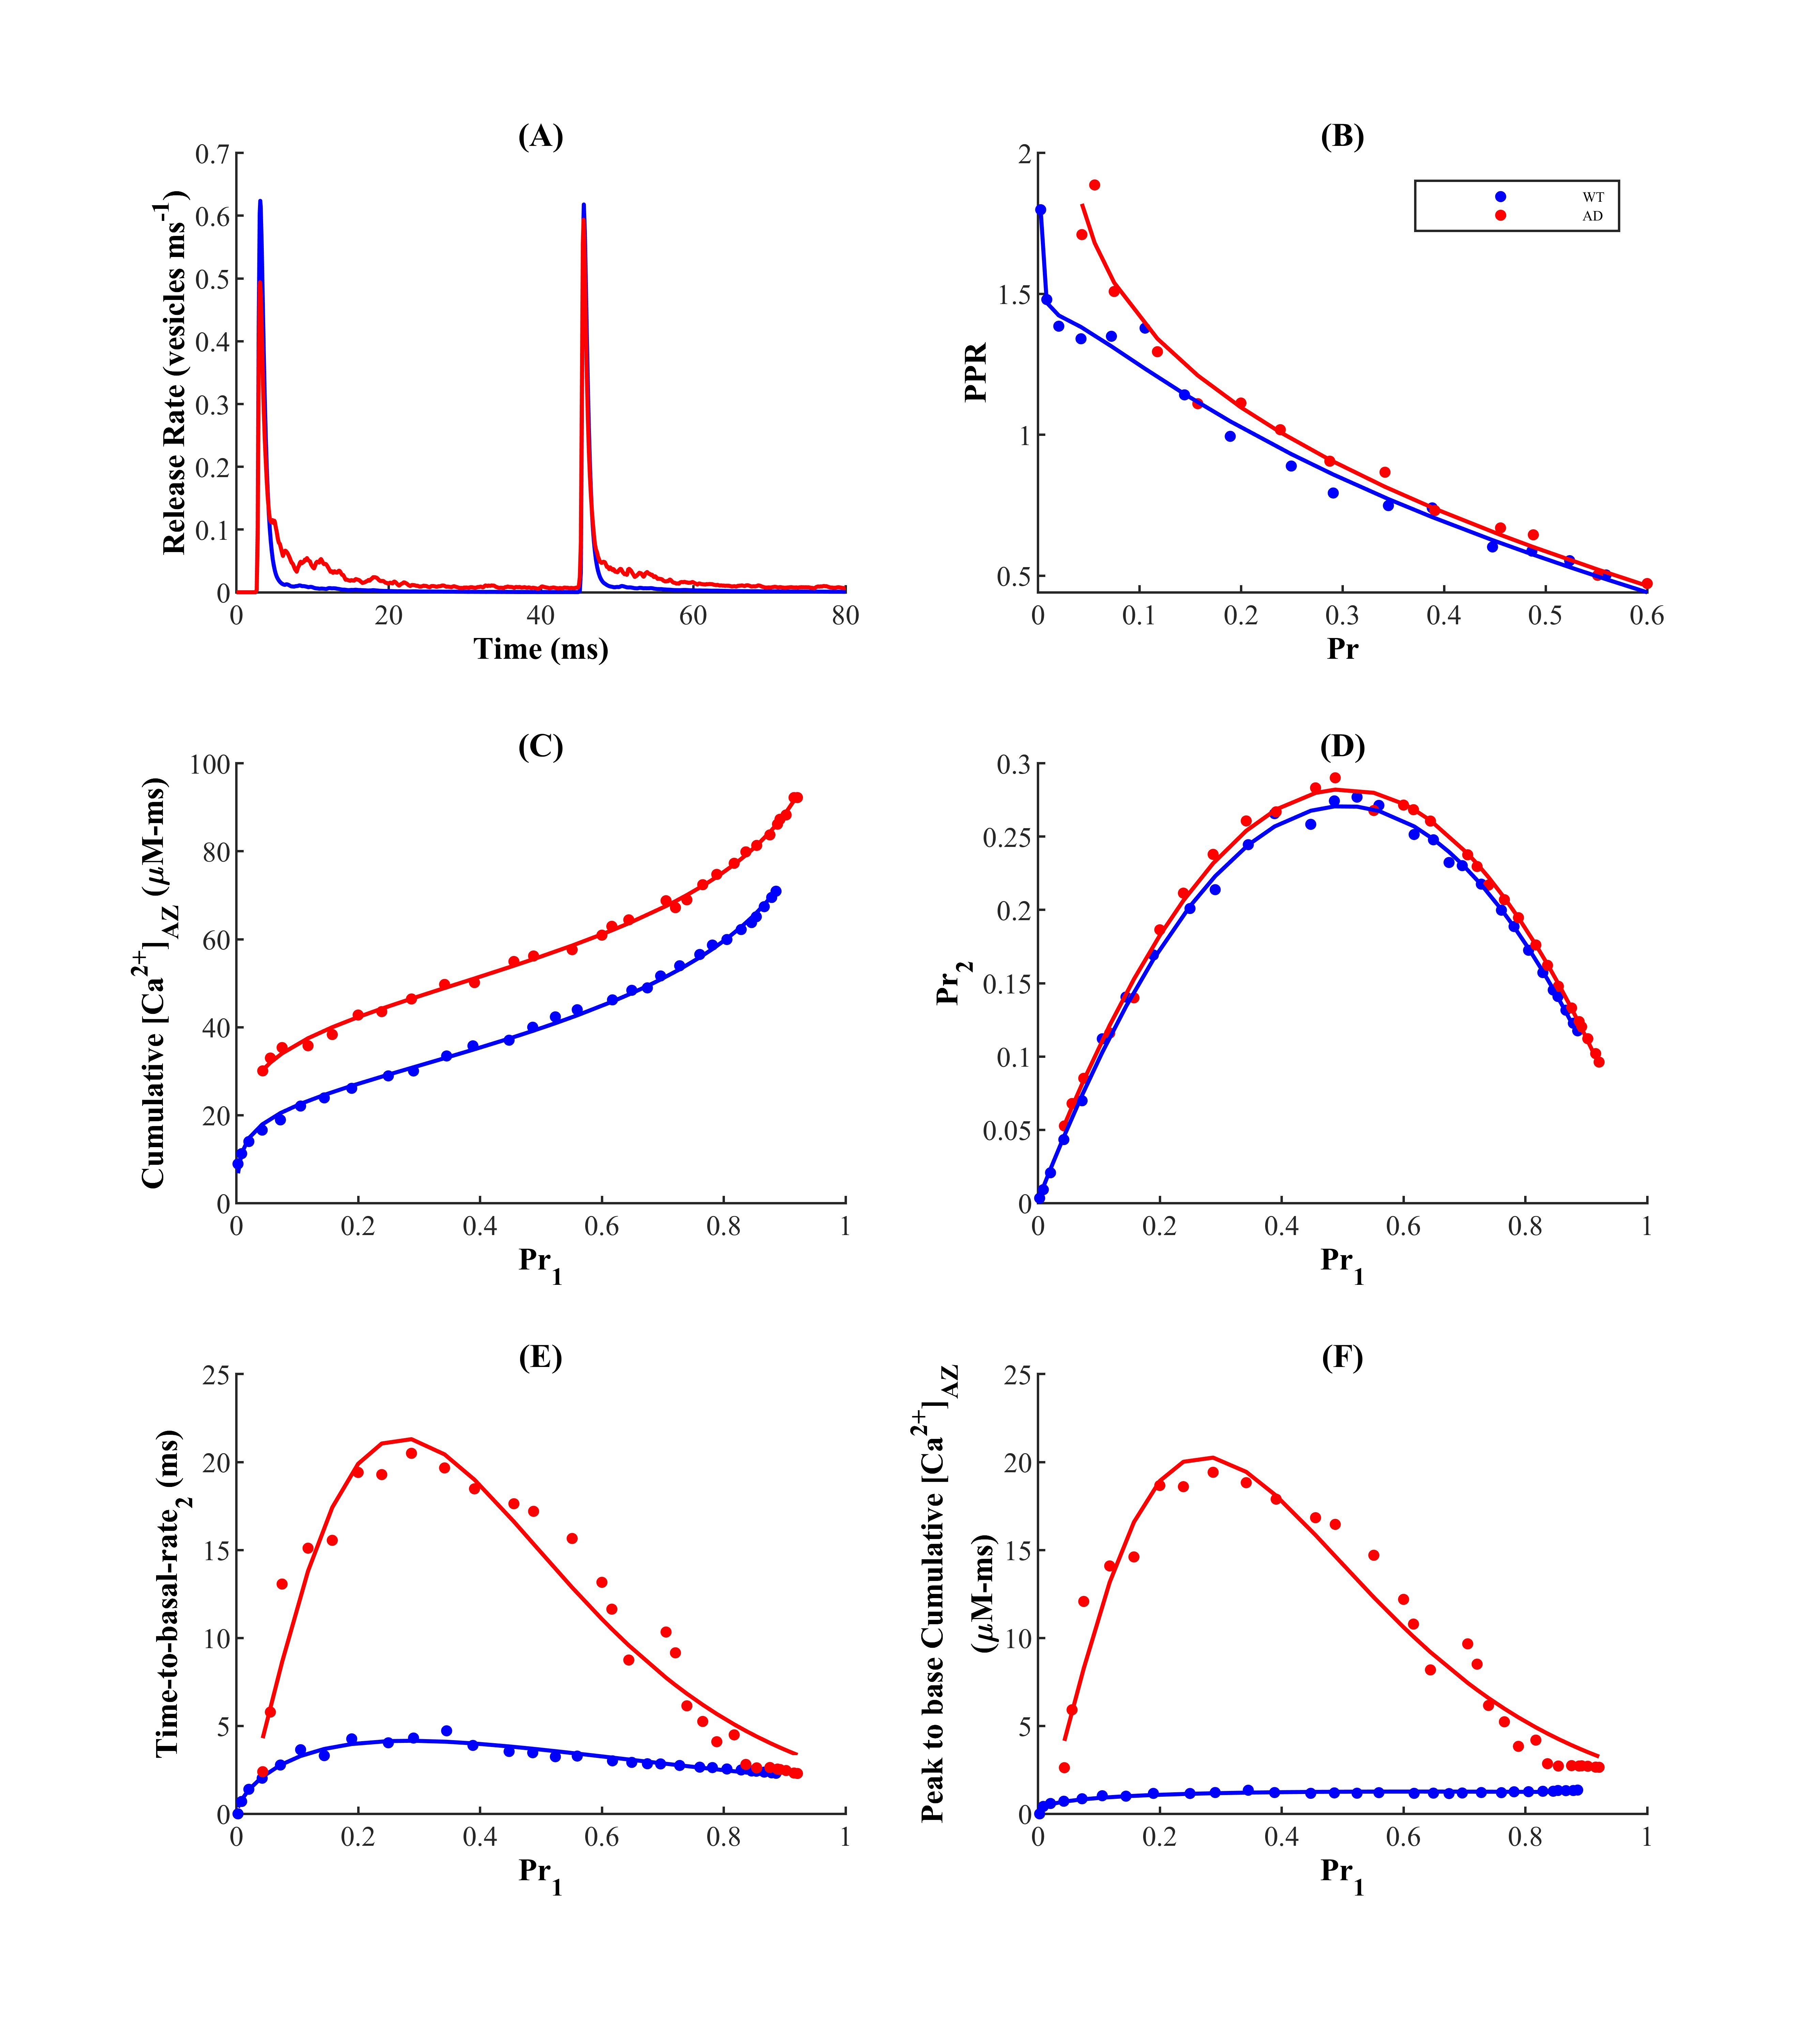 (A)
0.7
0.6
0.5
0.4
0.3
0.2
0.1
0
Release Rate (vesicles ms-1)
0 20 40 60 80
Time (ms)
(B)
2
1.5
1
0.5
PPR
WT
AD
0 0.1 0.2 0.3 0.4 0.5 0.6
Pr
(C)
100
80
60
40
20
0
Cumulative [Ca2+]AZ (μM-ms)
0 0.2 0.4 0.6 0.8 1
Pr1
(D)
0.3
0.25
0.2
0.15
0.1
0.05
0
Pr2
0 0.2 0.4 0.6 0.8 1
Pr1
(E)
25
20
15
10
5
0
Time-to-basal-rate2 (ms)
0 0.2 0.4 0.6 0.8 1
Pr1
(F)
25
20
15
10
5
0
Peak to base Cumulative [Ca2+]AZ
(μM-ms)
0 0.2 0.4 0.6 0.8 1
Pr1